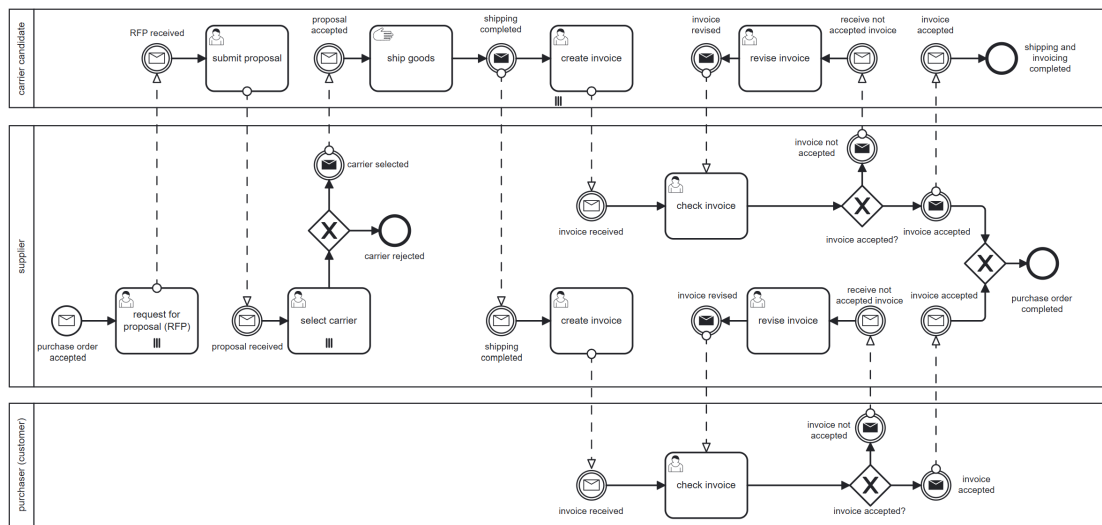 carrier candidate
RFP received
submit proposal
proposal
accepted
ship goods
shipping
completed
create invoice
invoice
revised
revise invoice
receive not
accepted invoice
invoice
accepted
shipping and
invoicing
completed
supplier
carrier selected
carrier rejected
invoice not
accepted
check invoice
invoice received
invoice accepted?
invoice accepted
purchase order
completed
purchase order
accepted
request for
proposal (RFP)
proposal received
select carrier
shipping
completed
create invoice
invoice revised
revise invoice
receive not
accepted invoice
invoice accepted
purchaser (customer)
invoice not
accepted
check invoice
invoice received
invoice accepted?
invoice
accepted